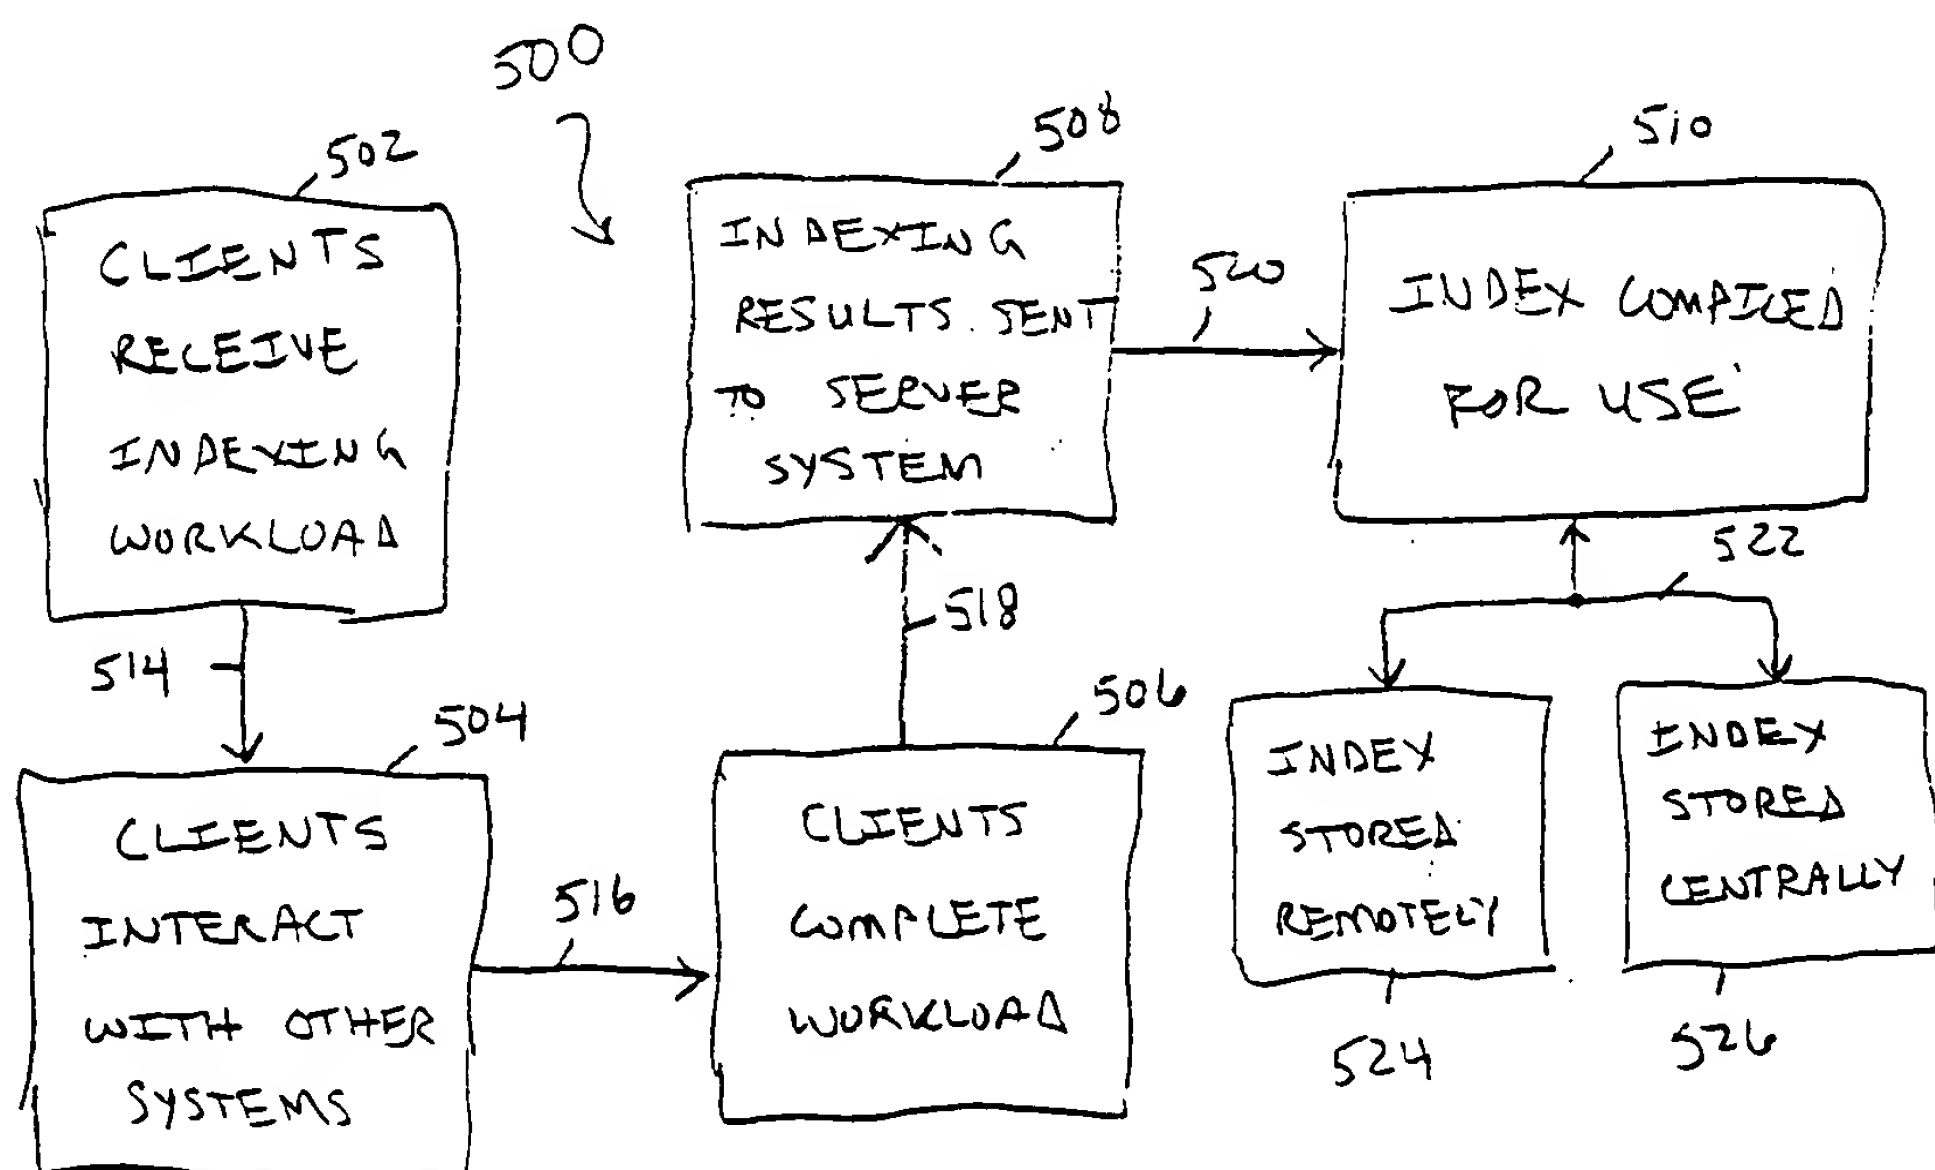 500
502
CLIENTS
RECEIVE
INDEXING
WORKLOAD
514
504
CLIENTS
INTERACT
WITH OTHER
SYSTEMS
516
506
CLIENTS
COMPLETE
WORKLOAD
518
508
INDEXING
RESULTS SENT
TO SERVER
SYSTEM
520
510
INDEX COMPILED
FOR USE
522
INDEX
STORED
REMOTELY
524
INDEX
STORED
CENTRALLY
526